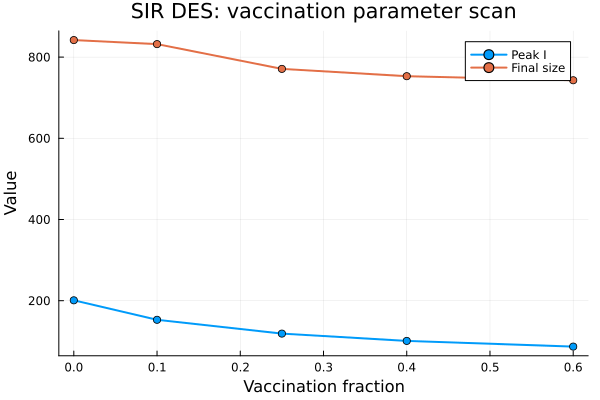 SIR DES: vaccination parameter scan
Peak I
Final size
Value
800
600
400
200
0.0 0.1 0.2 0.3 0.4 0.5 0.6
Vaccination fraction